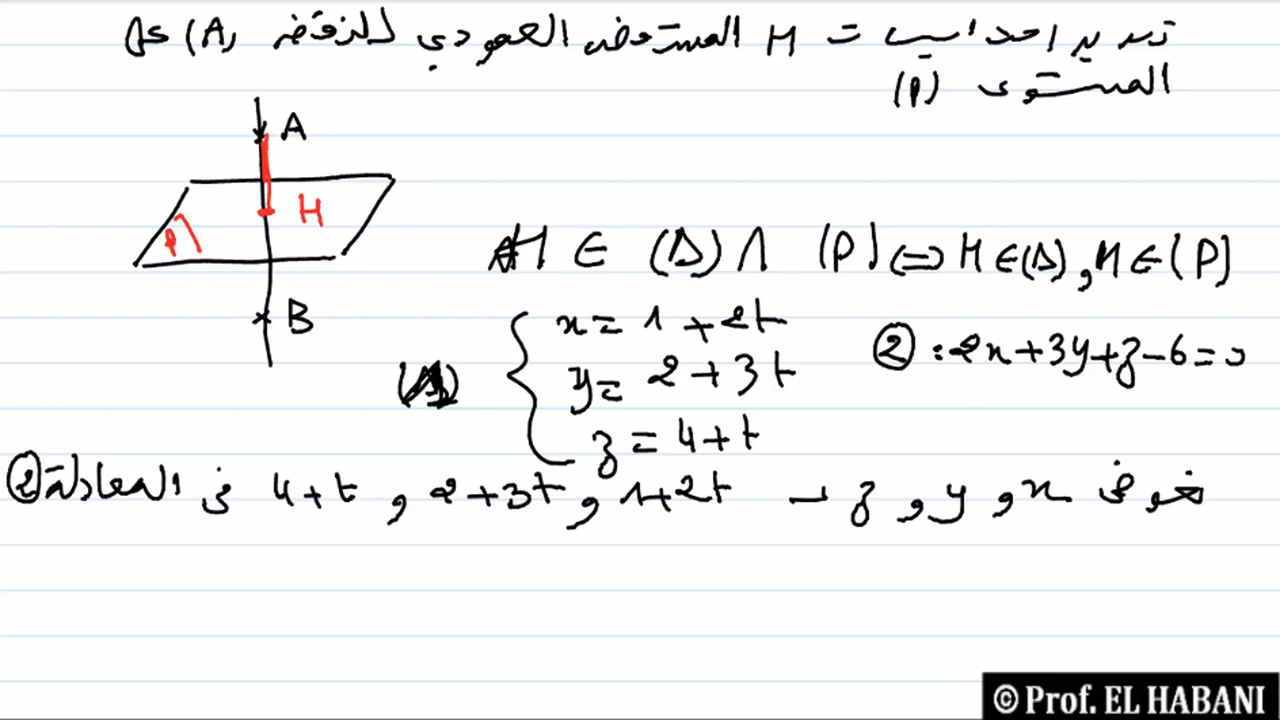 تحديد احداثيات H المسقط العمودي للنقطة (A) على
المستوى (P)
A
H
P
B
H ∈ (Δ) ∩ (P) ⇔ H ∈ (Δ), H ∈ (P)
x = 1 + 2t
② : 2x + 3y + z - 6 = 0
y = 2 + 3t
z = 4 + t
نعوض x و y و z بـ 1+2t و 2+3t و 4+t في المعادلة ②
© Prof. EL HABANI